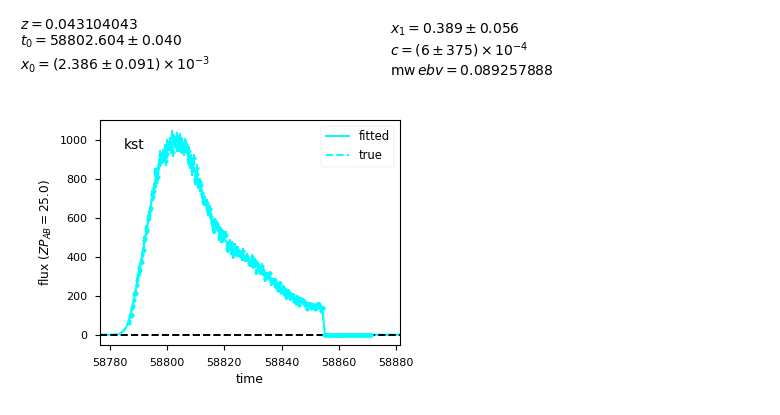 z = 0.043104043
t₀ = 58802.604 ± 0.040
x₀ = (2.386 ± 0.091) × 10⁻³
x₁ = 0.389 ± 0.056
c = (6 ± 375) × 10⁻⁴
mw ebv = 0.089257888
kst
fitted
true
1000
800
600
400
200
0
flux (ZP_AB = 25.0)
58780 58800 58820 58840 58860 58880
time